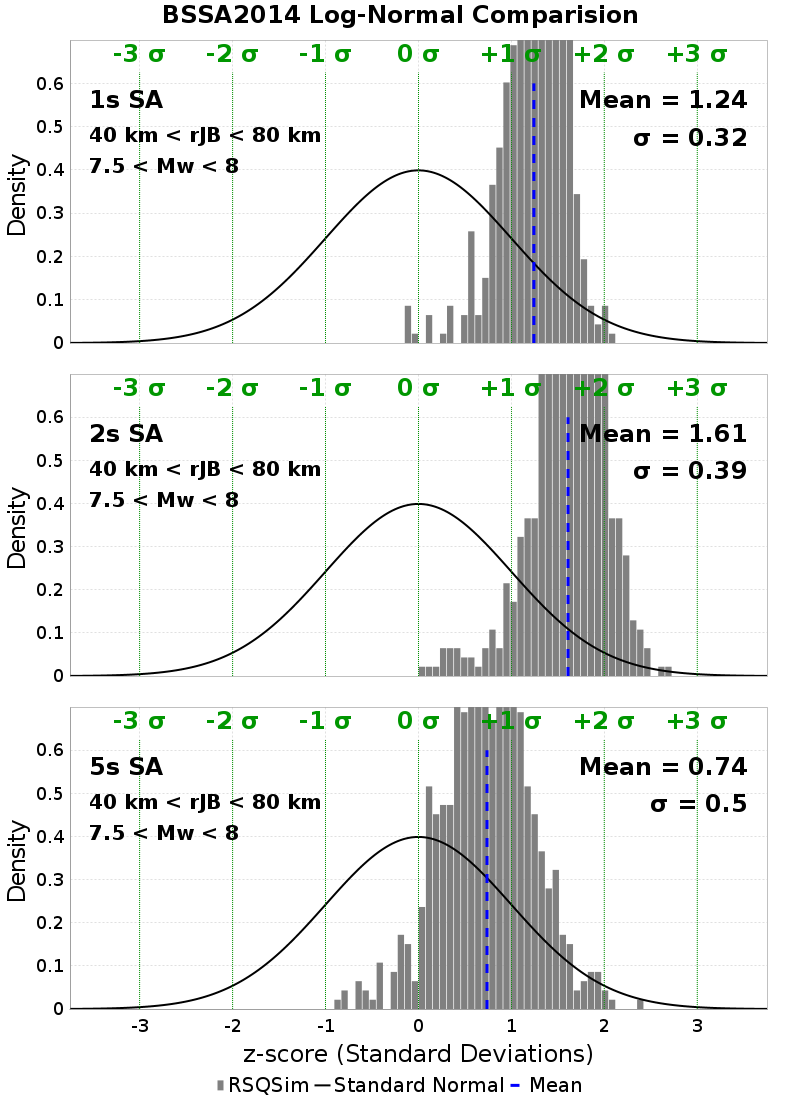 BSSA2014 Log-Normal Comparision
-3 σ -2 σ -1 σ 0 σ +1 σ +2 σ +3 σ
1s SA
Mean = 1.24
40 km < rJB < 80 km
σ = 0.32
7.5 < Mw < 8
Density
0.6
0.5
0.4
0.3
0.2
0.1
0
-3 σ -2 σ -1 σ 0 σ +1 σ +2 σ +3 σ
2s SA
Mean = 1.61
40 km < rJB < 80 km
σ = 0.39
7.5 < Mw < 8
Density
0.6
0.5
0.4
0.3
0.2
0.1
0
-3 σ -2 σ -1 σ 0 σ +1 σ +2 σ +3 σ
5s SA
Mean = 0.74
40 km < rJB < 80 km
σ = 0.5
7.5 < Mw < 8
Density
0.6
0.5
0.4
0.3
0.2
0.1
0
-3 -2 -1 0 1 2 3
z-score (Standard Deviations)
RSQSim Standard Normal Mean